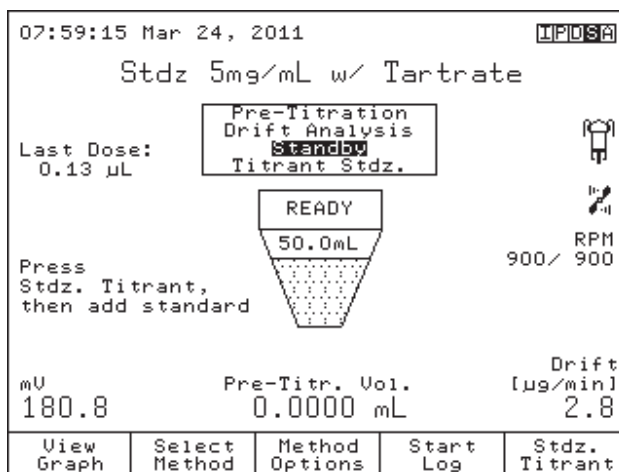 07:59:15 Mar 24, 2011
IPDSA
Stdz 5mg/mL w/ Tartrate
Pre-Titration
Drift Analysis
Standby
Titrant Stdz.
Last Dose:
0.13 µL
READY
50.0mL
RPM
900/ 900
Press
Stdz. Titrant,
then add standard
mV
180.8
Pre-Titr. Vol.
0.0000 mL
Drift
[µg/min]
2.8
View
Graph
Select
Method
Method
Options
Start
Log
Stdz.
Titrant